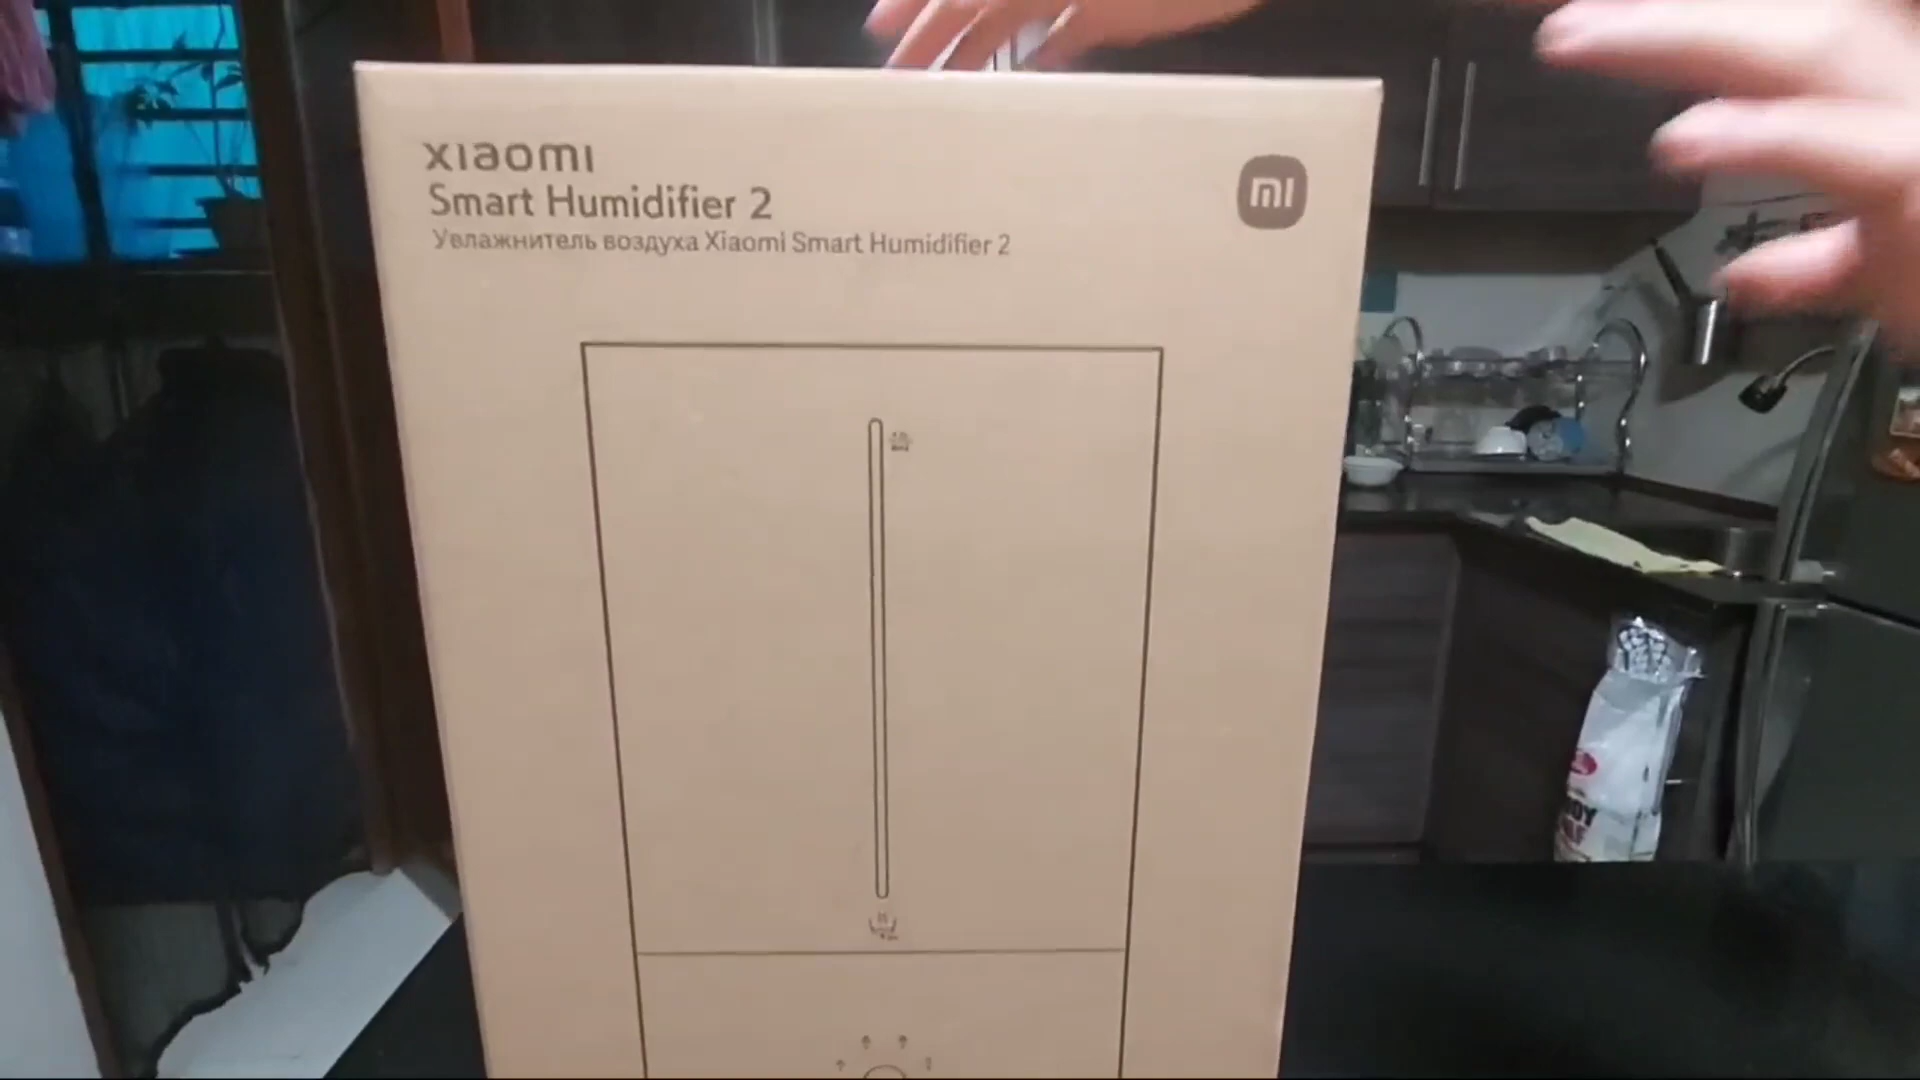 xiaomi
Smart Humidifier 2
Увлажнитель воздуха Xiaomi Smart Humidifier 2
mi